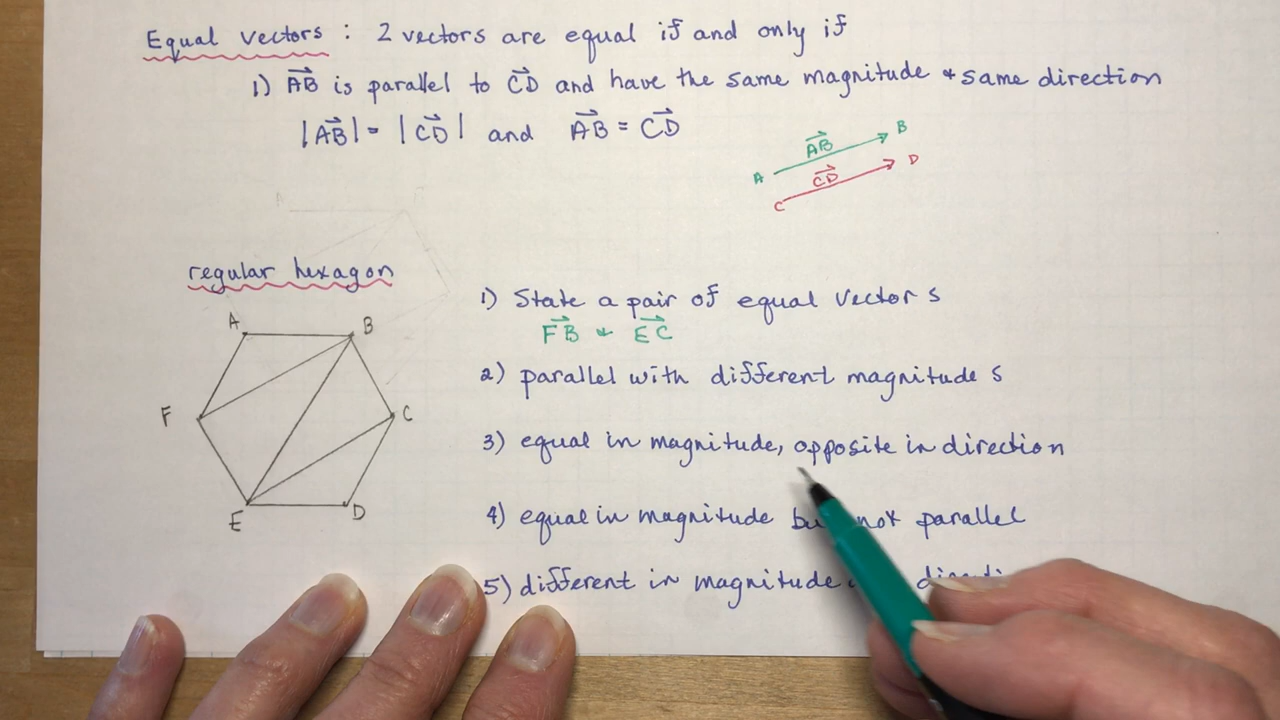 Equal vectors : 2 vectors are equal if and only if
1) AB is parallel to CD and have the same magnitude & same direction
|AB| = |CD| and AB = CD
AB B
A CD D
C
regular hexagon
1) State a pair of equal vectors
FB & EC
A B
2) parallel with different magnitudes
F C
3) equal in magnitude, opposite in direction
E D
4) equal in magnitude not parallel
5) different in magnitude